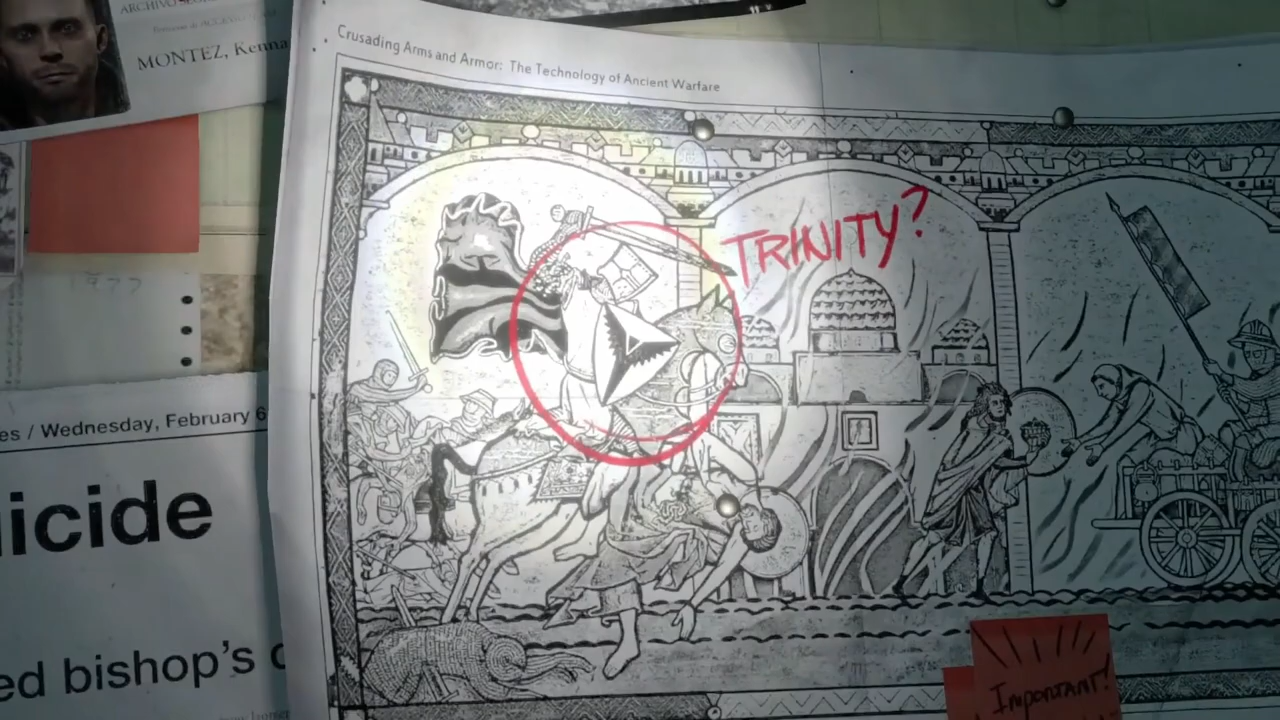 MONTEZ, Kenna
Crusading Arms and Armor: The Technology of Ancient Warfare
TRINITY?
1977
es / Wednesday, February 6
icide
ed bishop's
Important!